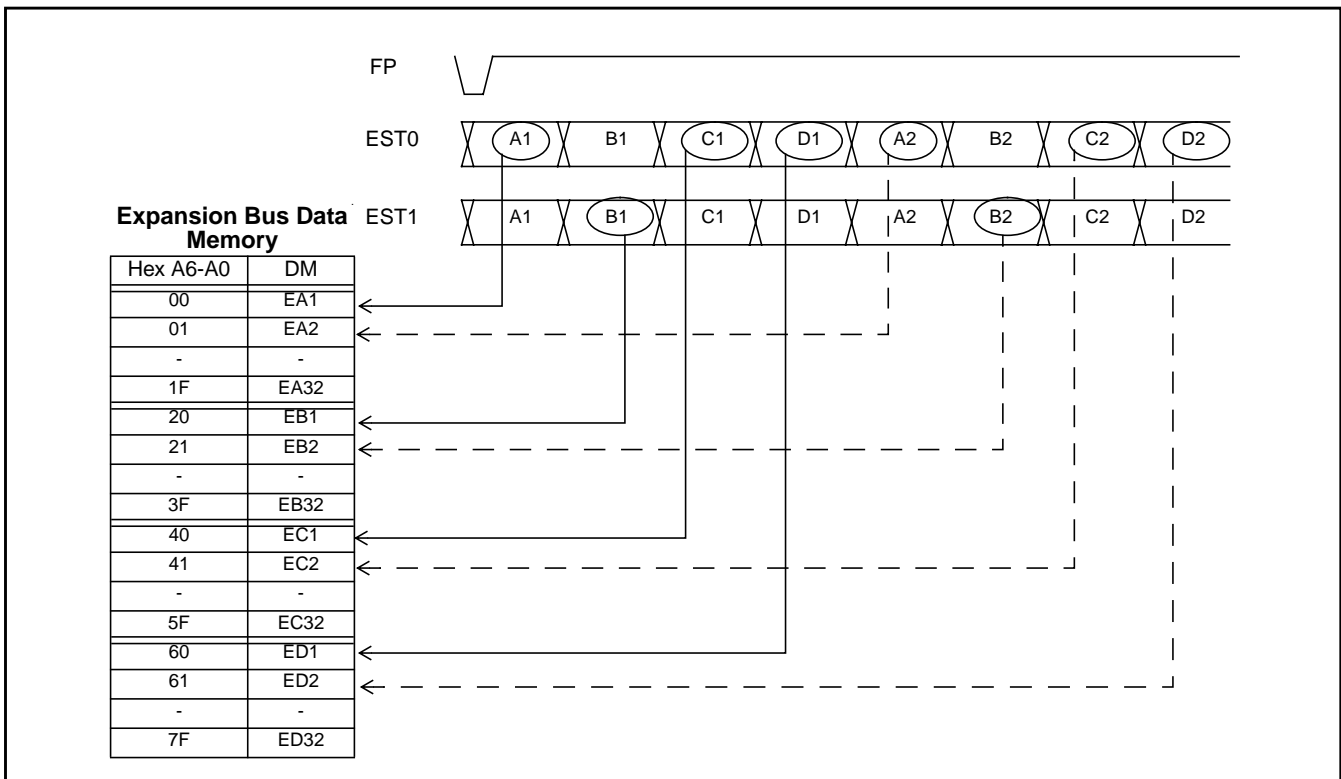 FP
EST0 A1 B1 C1 D1 A2 B2 C2 D2
EST1 A1 B1 C1 D1 A2 B2 C2 D2
Expansion Bus Data
Memory
Hex A6-A0 DM
00 EA1
01 EA2
- -
1F EA32
20 EB1
21 EB2
- -
3F EB32
40 EC1
41 EC2
- -
5F EC32
60 ED1
61 ED2
- -
7F ED32